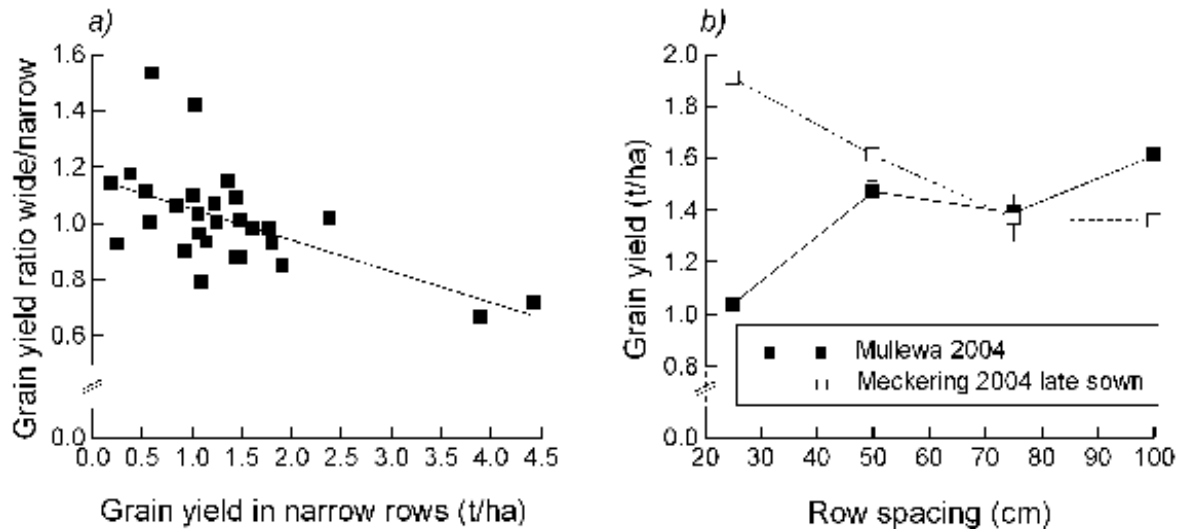 a)
Grain yield ratio wide/narrow
1.6
1.4
1.2
1.0
0.8
0.6
0.0
0.0 0.5 1.0 1.5 2.0 2.5 3.0 3.5 4.0 4.5
Grain yield in narrow rows (t/ha)
b)
Grain yield (t/ha)
2.0
1.8
1.6
1.4
1.2
1.0
0.8
0.0
Mullewa 2004
Meckering 2004 late sown
20 30 40 50 60 70 80 90 100
Row spacing (cm)